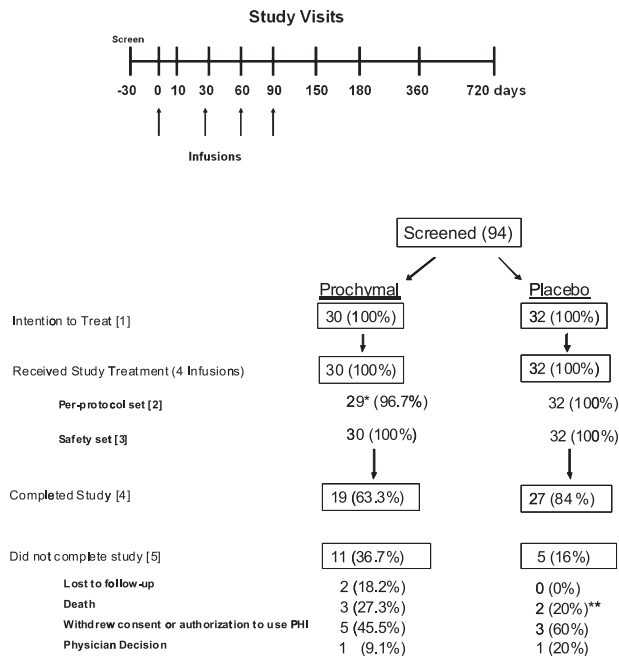 Study Visits
Screen
-30 0 10 30 60 90 150 180 360 720 days
Infusions
Screened (94)
Prochymal Placebo
Intention to Treat [1] 30 (100%) 32 (100%)
Received Study Treatment (4 Infusions) 30 (100%) 32 (100%)
Per-protocol set [2] 29* (96.7%) 32 (100%)
Safety set [3] 30 (100%) 32 (100%)
Completed Study [4] 19 (63.3%) 27 (84%)
Did not complete study [5] 11 (36.7%) 5 (16%)
Lost to follow-up 2 (18.2%) 0 (0%)
Death 3 (27.3%) 2 (20%)**
Withdrew consent or authorization to use PHI 5 (45.5%) 3 (60%)
Physician Decision 1 (9.1%) 1 (20%)